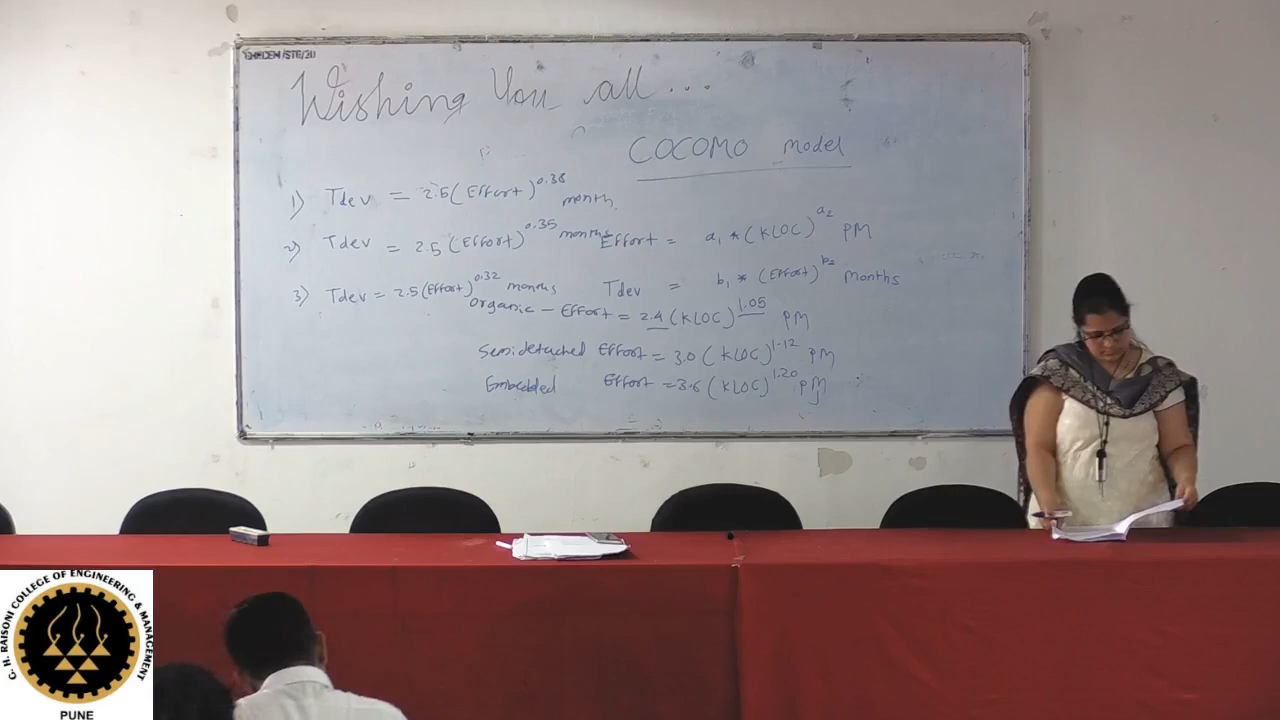 Wishing You all...
COCOMO model
1) Tdev = 2.5(Effort)^0.38 month.
2) Tdev = 2.5(Effort)^0.35 months
Effort = a₁ * (KLOC)^a₂ PM
3) Tdev = 2.5(Effort)^0.32 months
Tdev = b₁ * (Effort)^b₂ Months
Organic - Effort = 2.4(KLOC)^1.05 PM
Semidetached Effort = 3.0(KLOC)^1.12 PM
Embedded Effort = 3.6(KLOC)^1.20 PM
G. H. RAISONI COLLEGE OF ENGINEERING & MANAGEMENT
PUNE